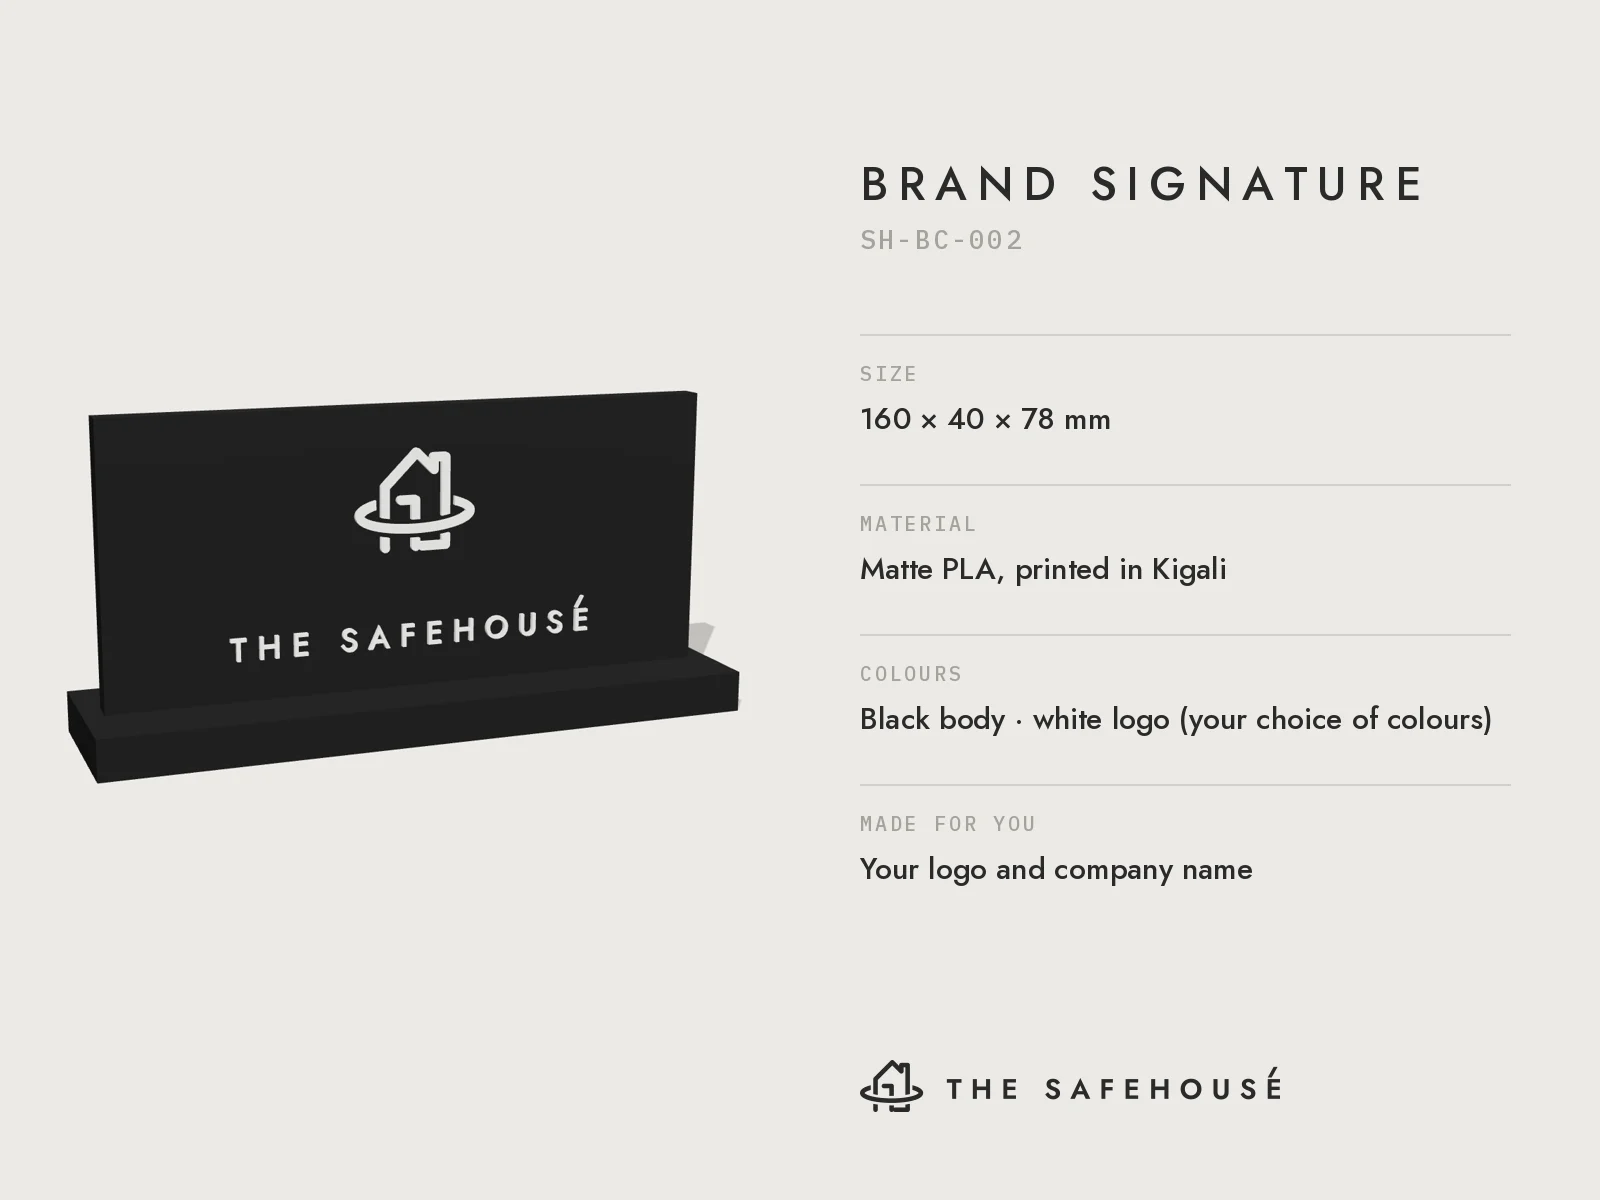 THE SAFEHOUSÉ
BRAND SIGNATURE
SH-BC-002
SIZE
160 × 40 × 78 mm
MATERIAL
Matte PLA, printed in Kigali
COLOURS
Black body · white logo (your choice of colours)
MADE FOR YOU
Your logo and company name
THE SAFEHOUSÉ